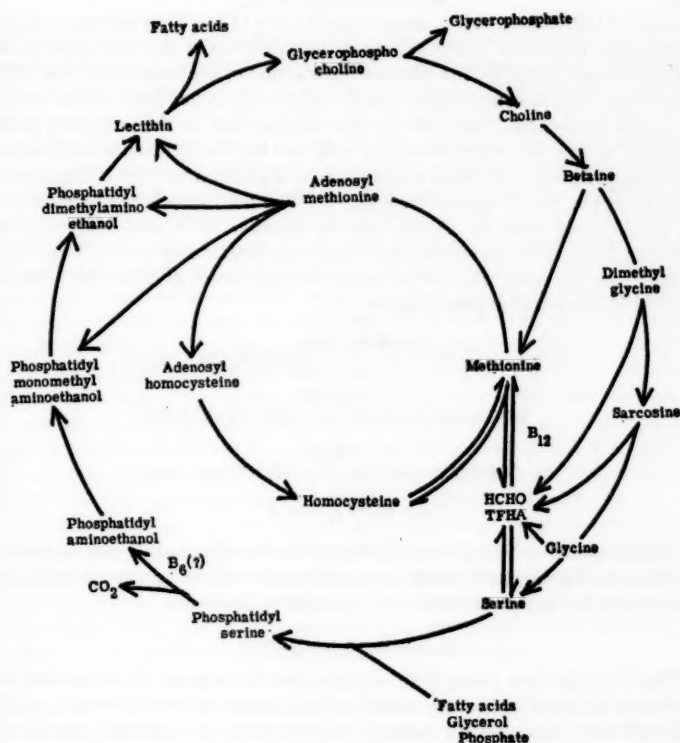 Fatty acids
Glycerophosphate
Glycerophospho
choline
Lecithin
Choline
Betaine
Adenosyl
methionine
Phosphatidyl
dimethylamino
ethanol
Dimethyl
glycine
Phosphatidyl
monomethyl
aminoethanol
Adenosyl
homocysteine
Methionine
Sarcosine
B12
Homocysteine
HCHO
TFHA
Phosphatidyl
aminoethanol
Glycine
B6(?)
CO2
Serine
Phosphatidyl
serine
Fatty acids
Glycerol
Phosphate